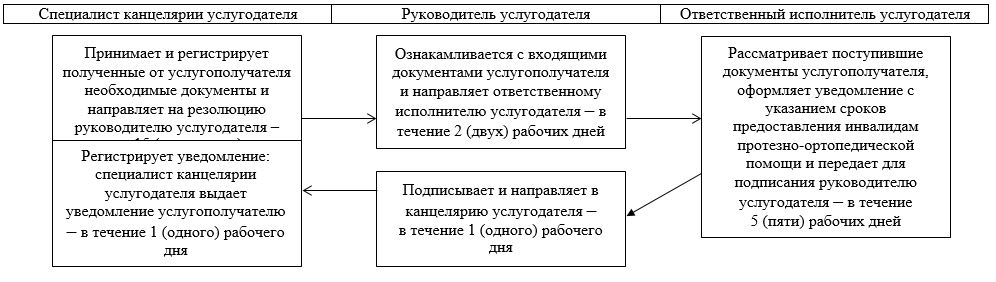 Специалист канцелярии услугодателя
Руководитель услугодателя
Ответственный исполнитель услугодателя
Принимает и регистрирует
полученные от услугополучателя
необходимые документы и
направляет на резолюцию
руководителю услугодателя –
Ознакамливается с входящими
документами услугополучателя
и направляет ответственному
исполнителю услугодателя – в
течение 2 (двух) рабочих дней
Рассматривает поступившие
документы услугополучателя,
оформляет уведомление с
указанием сроков
предоставления инвалидам
протезно-ортопедической
помощи и передает для
подписания руководителю
услугодателя – в течение
5 (пяти) рабочих дней
Подписывает и направляет в
канцелярию услугодателя –
в течение 1 (одного) рабочего
дня
Регистрирует уведомление:
специалист канцелярии
услугодателя выдает
уведомление услугополучателю
– в течение 1 (одного) рабочего
дня